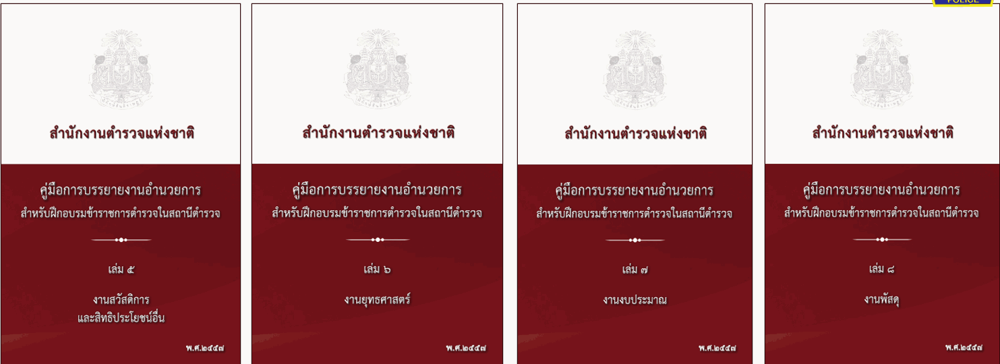 POLICE
สำนักงานตำรวจแห่งชาติ
คู่มือการบรรยายงานอำนวยการ
สำหรับฝึกอบรมข้าราชการตำรวจในสถานีตำรวจ
เล่ม ๕
งานสวัสดิการ
และสิทธิประโยชน์อื่น
พ.ศ.๒๕๕๗
สำนักงานตำรวจแห่งชาติ
คู่มือการบรรยายงานอำนวยการ
สำหรับฝึกอบรมข้าราชการตำรวจในสถานีตำรวจ
เล่ม ๖
งานยุทธศาสตร์
พ.ศ.๒๕๕๗
สำนักงานตำรวจแห่งชาติ
คู่มือการบรรยายงานอำนวยการ
สำหรับฝึกอบรมข้าราชการตำรวจในสถานีตำรวจ
เล่ม ๗
งานงบประมาณ
พ.ศ.๒๕๕๗
สำนักงานตำรวจแห่งชาติ
คู่มือการบรรยายงานอำนวยการ
สำหรับฝึกอบรมข้าราชการตำรวจในสถานีตำรวจ
เล่ม ๘
งานพัสดุ
พ.ศ.๒๕๕๗